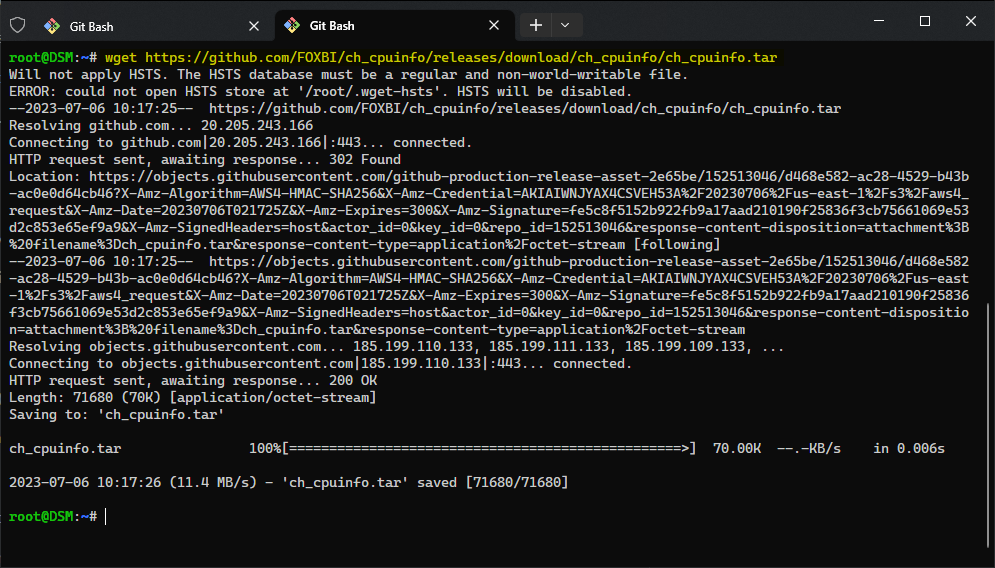 Git Bash
Git Bash
root@DSM:~# wget https://github.com/FOXBI/ch_cpuinfo/releases/download/ch_cpuinfo/ch_cpuinfo.tar
Will not apply HSTS. The HSTS database must be a regular and non-world-writable file.
ERROR: could not open HSTS store at '/root/.wget-hsts'. HSTS will be disabled.
--2023-07-06 10:17:25--  https://github.com/FOXBI/ch_cpuinfo/releases/download/ch_cpuinfo/ch_cpuinfo.tar
Resolving github.com... 20.205.243.166
Connecting to github.com|20.205.243.166|:443... connected.
HTTP request sent, awaiting response... 302 Found
Location: https://objects.githubusercontent.com/github-production-release-asset-2e65be/152513046/d468e582-ac28-4529-b43b
-ac0e0d64cb46?X-Amz-Algorithm=AWS4-HMAC-SHA256&X-Amz-Credential=AKIAIWNJYAX4CSVEH53A%2F20230706%2Fus-east-1%2Fs3%2Faws4_
request&X-Amz-Date=20230706T021725Z&X-Amz-Expires=300&X-Amz-Signature=fe5c8f5152b922fb9a17aad210190f25836f3cb75661069e53
d2c853e65ef9a9&X-Amz-SignedHeaders=host&actor_id=0&key_id=0&repo_id=152513046&response-content-disposition=attachment%3B
%20filename%3Dch_cpuinfo.tar&response-content-type=application%2Foctet-stream [following]
--2023-07-06 10:17:25--  https://objects.githubusercontent.com/github-production-release-asset-2e65be/152513046/d468e582
-ac28-4529-b43b-ac0e0d64cb46?X-Amz-Algorithm=AWS4-HMAC-SHA256&X-Amz-Credential=AKIAIWNJYAX4CSVEH53A%2F20230706%2Fus-east
-1%2Fs3%2Faws4_request&X-Amz-Date=20230706T021725Z&X-Amz-Expires=300&X-Amz-Signature=fe5c8f5152b922fb9a17aad210190f25836
f3cb75661069e53d2c853e65ef9a9&X-Amz-SignedHeaders=host&actor_id=0&key_id=0&repo_id=152513046&response-content-dispositio
n=attachment%3B%20filename%3Dch_cpuinfo.tar&response-content-type=application%2Foctet-stream
Resolving objects.githubusercontent.com... 185.199.110.133, 185.199.111.133, 185.199.109.133, ...
Connecting to objects.githubusercontent.com|185.199.110.133|:443... connected.
HTTP request sent, awaiting response... 200 OK
Length: 71680 (70K) [application/octet-stream]
Saving to: 'ch_cpuinfo.tar'
ch_cpuinfo.tar                100%[=================================================>]  70.00K  --.-KB/s    in 0.006s
2023-07-06 10:17:26 (11.4 MB/s) - 'ch_cpuinfo.tar' saved [71680/71680]
root@DSM:~#